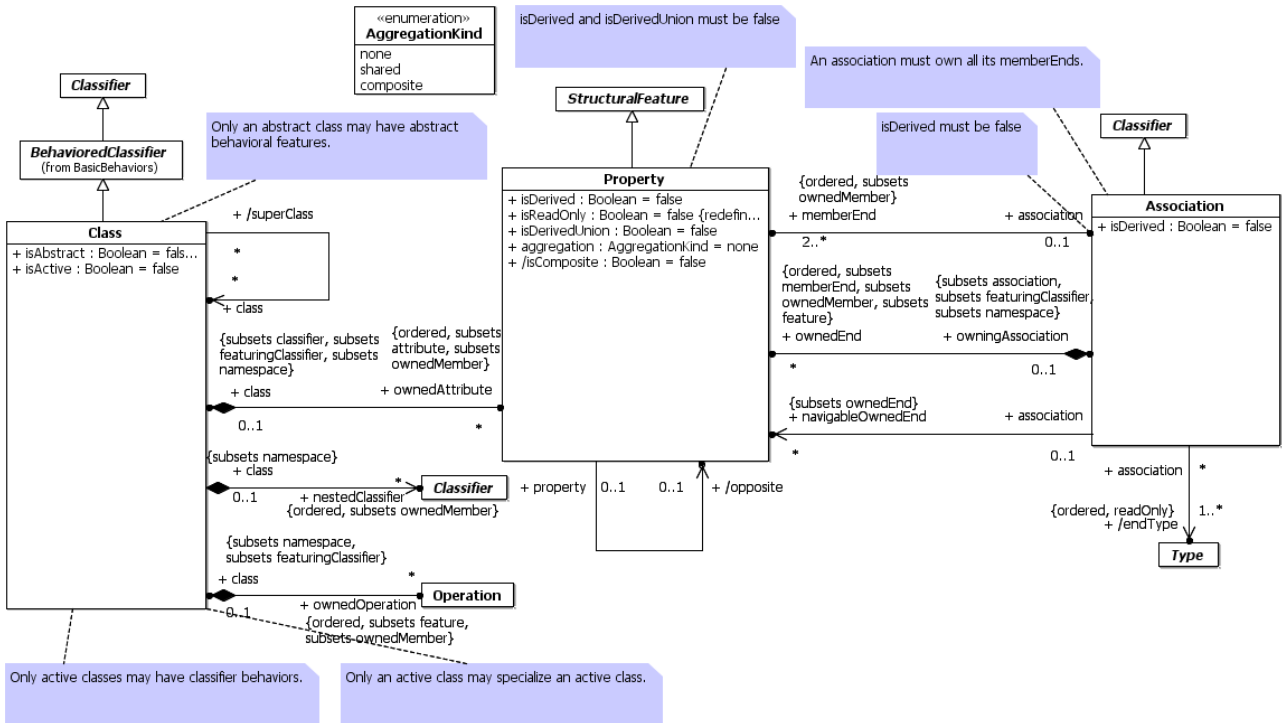 «enumeration»
AggregationKind
none
shared
composite
isDerived and isDerivedUnion must be false
An association must own all its memberEnds.
Classifier
BehavioredClassifier
(from BasicBehaviors)
Only an abstract class may have abstract
behavioral features.
StructuralFeature
isDerived must be false
Classifier
Class
+ isAbstract : Boolean = fals...
+ isActive : Boolean = false
+ /superClass
*
*
+ class
Property
+ isDerived : Boolean = false
+ isReadOnly : Boolean = false {redefin...
+ isDerivedUnion : Boolean = false
+ aggregation : AggregationKind = none
+ /isComposite : Boolean = false
{ordered, subsets
ownedMember}
+ memberEnd
2..*
+ association
0..1
Association
+ isDerived : Boolean = false
{ordered, subsets
memberEnd, subsets
ownedMember, subsets
feature}
+ ownedEnd
*
{subsets association,
subsets featuringClassifier,
subsets namespace}
+ owningAssociation
0..1
{subsets classifier, subsets
featuringClassifier, subsets
namespace}
+ class
0..1
{ordered, subsets
attribute, subsets
ownedMember}
+ ownedAttribute
*
{subsets ownedEnd}
+ navigableOwnedEnd
*
+ association
0..1
{subsets namespace}
+ class
0..1
*
+ nestedClassifier
{ordered, subsets ownedMember}
Classifier
+ property
0..1
0..1
+ /opposite
+ association
*
{ordered, readOnly}
+ /endType
1..*
Type
{subsets namespace,
subsets featuringClassifier}
+ class
0..1
*
+ ownedOperation
{ordered, subsets feature,
subsets ownedMember}
Operation
Only active classes may have classifier behaviors.
Only an active class may specialize an active class.